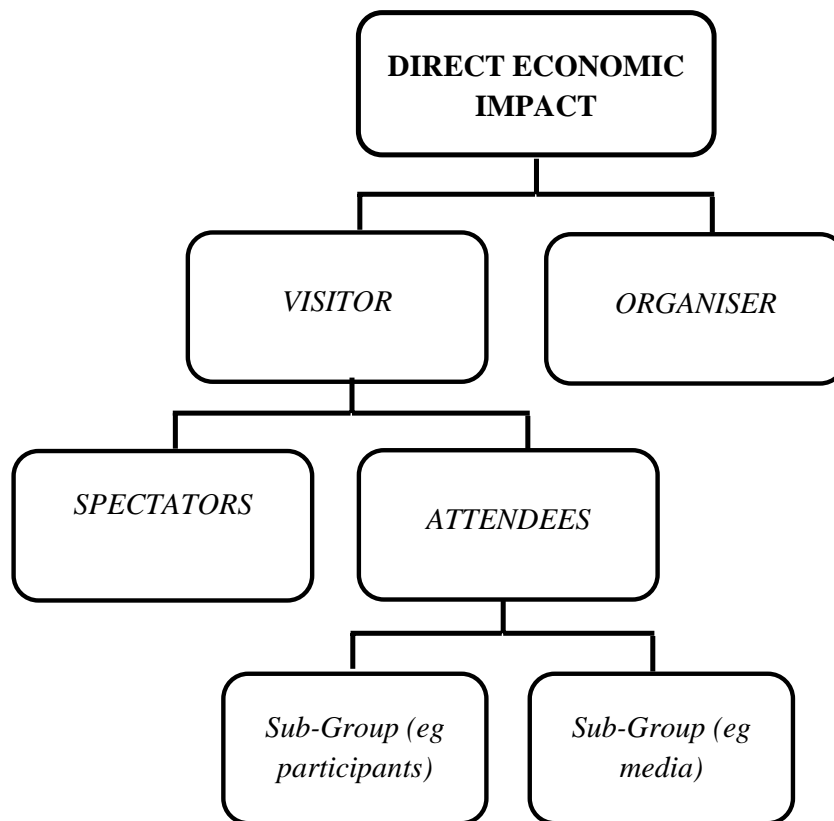 DIRECT ECONOMIC
IMPACT
VISITOR
ORGANISER
SPECTATORS
ATTENDEES
Sub-Group (eg
participants)
Sub-Group (eg
media)